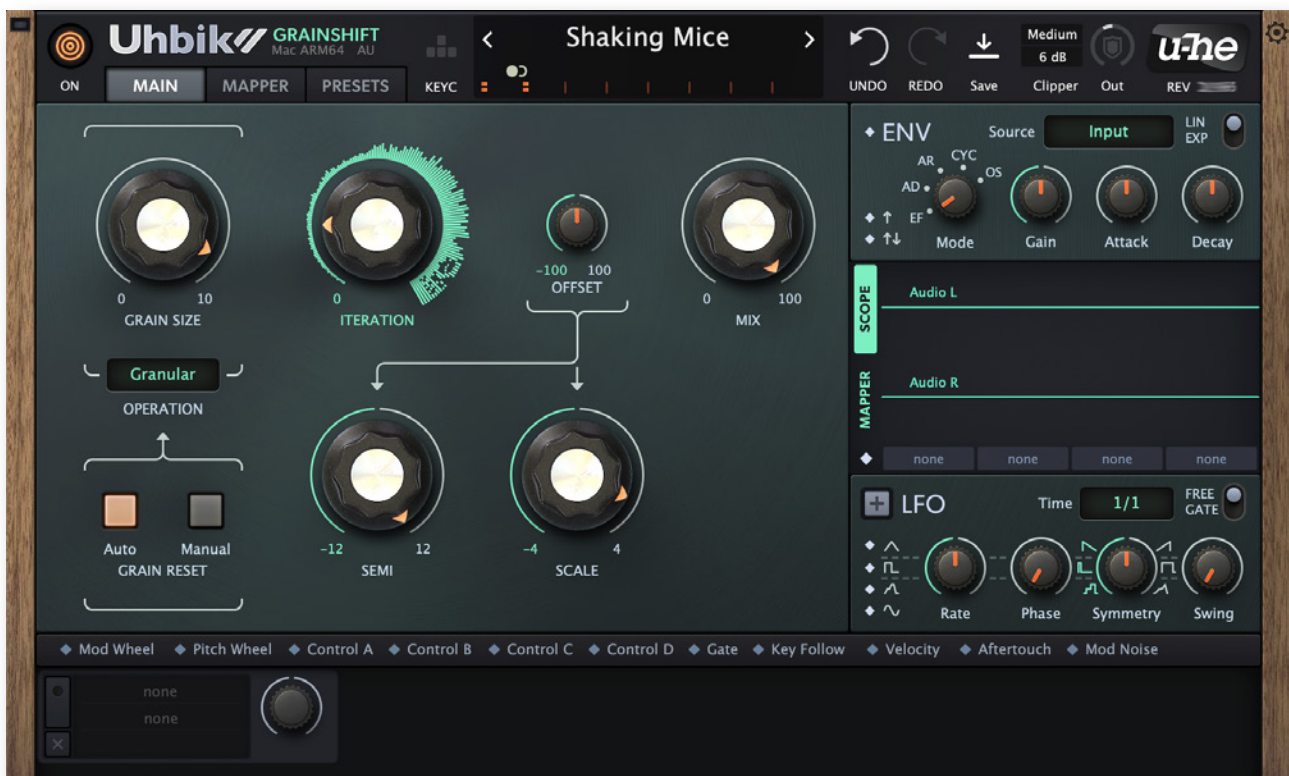 Uhbik GRAINSHIFT
Mac ARM64 AU
Shaking Mice
Medium
6 dB
u-he
ON
MAIN
MAPPER
PRESETS
KEYC
UNDO
REDO
Save
Clipper
Out
REV
0 10
GRAIN SIZE
0
ITERATION
-100 100
OFFSET
0 100
MIX
Granular
OPERATION
Auto Manual
GRAIN RESET
-12 12
SEMI
-4 4
SCALE
ENV
Source
Input
LIN
EXP
CYC
AR
OS
AD
EF
Mode
Gain
Attack
Decay
SCOPE
MAPPER
Audio L
Audio R
none none none none
LFO
Time
1/1
FREE
GATE
Rate
Phase
Symmetry
Swing
Mod Wheel Pitch Wheel Control A Control B Control C Control D Gate Key Follow Velocity Aftertouch Mod Noise
none
none